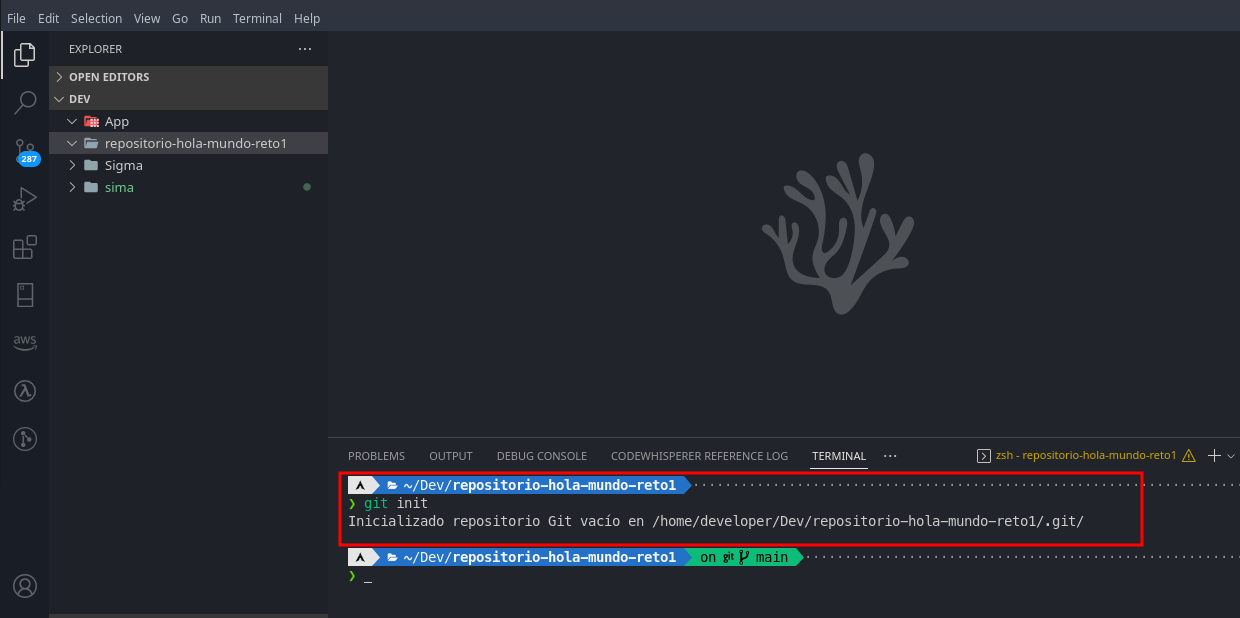 File Edit Selection View Go Run Terminal Help
EXPLORER ···
OPEN EDITORS
DEV
App
repositorio-hola-mundo-reto1
287
Sigma
sima
aws
PROBLEMS OUTPUT DEBUG CONSOLE CODEWHISPERER REFERENCE LOG TERMINAL ··· zsh - repositorio-hola-mundo-reto1
~/Dev/repositorio-hola-mundo-reto1
❯ git init
Inicializado repositorio Git vacío en /home/developer/Dev/repositorio-hola-mundo-reto1/.git/
~/Dev/repositorio-hola-mundo-reto1 on git main
❯ _